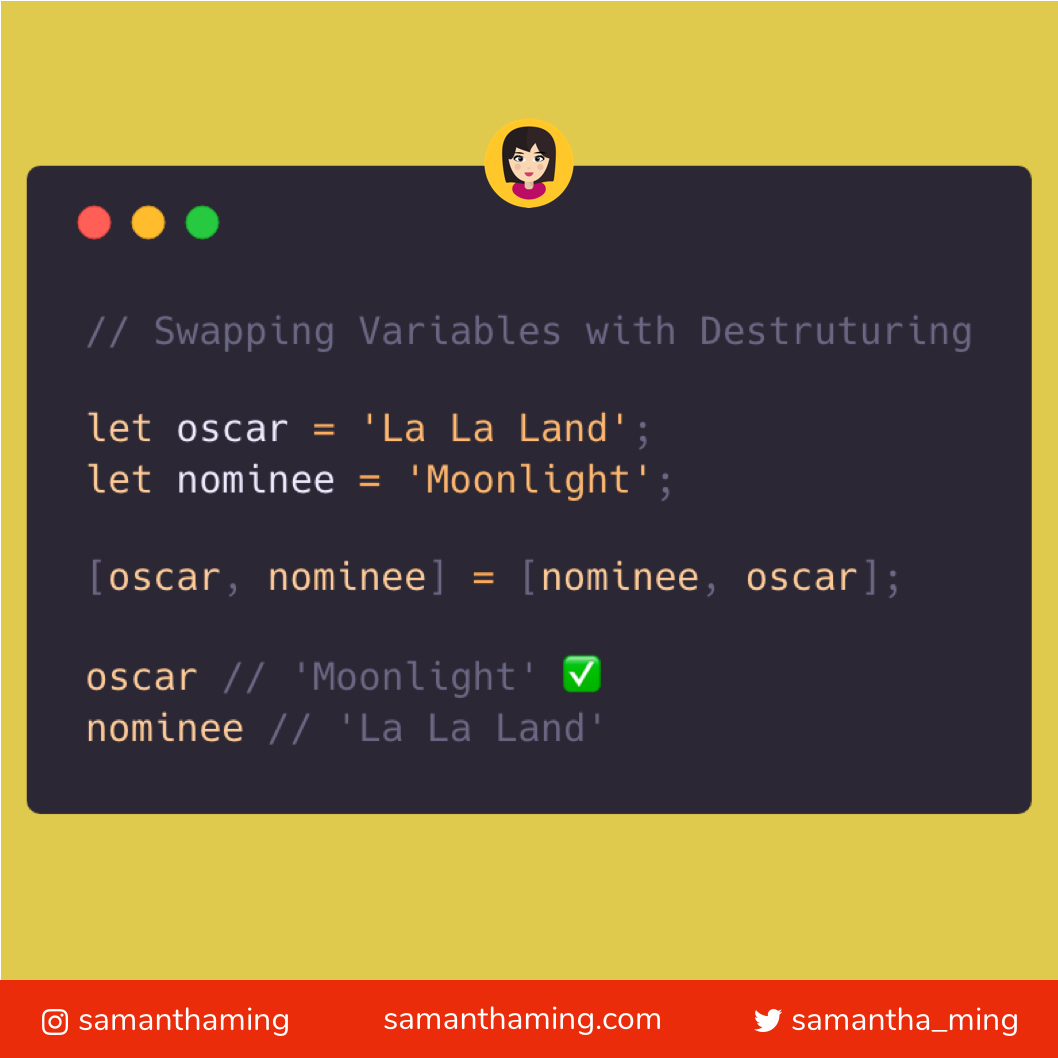 // Swapping Variables with Destruturing
let oscar = 'La La Land';
let nominee = 'Moonlight';
[oscar, nominee] = [nominee, oscar];
oscar // 'Moonlight' ✅
nominee // 'La La Land'
samanthaming samanthaming.com samantha_ming